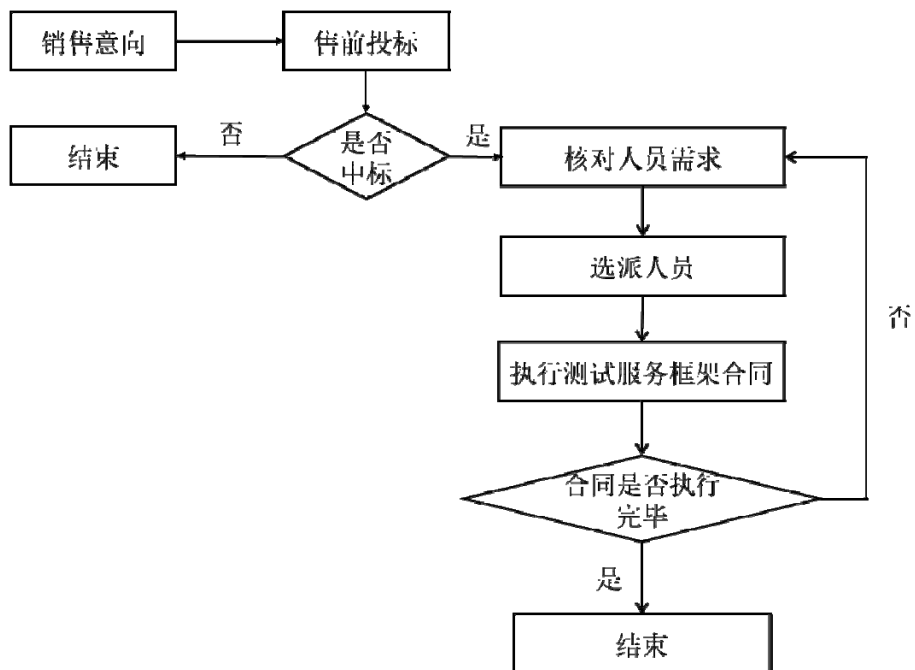 销售意向
售前投标
结束
否
是否
中标
是
核对人员需求
选派人员
否
执行测试服务框架合同
合同是否执行
完毕
是
结束